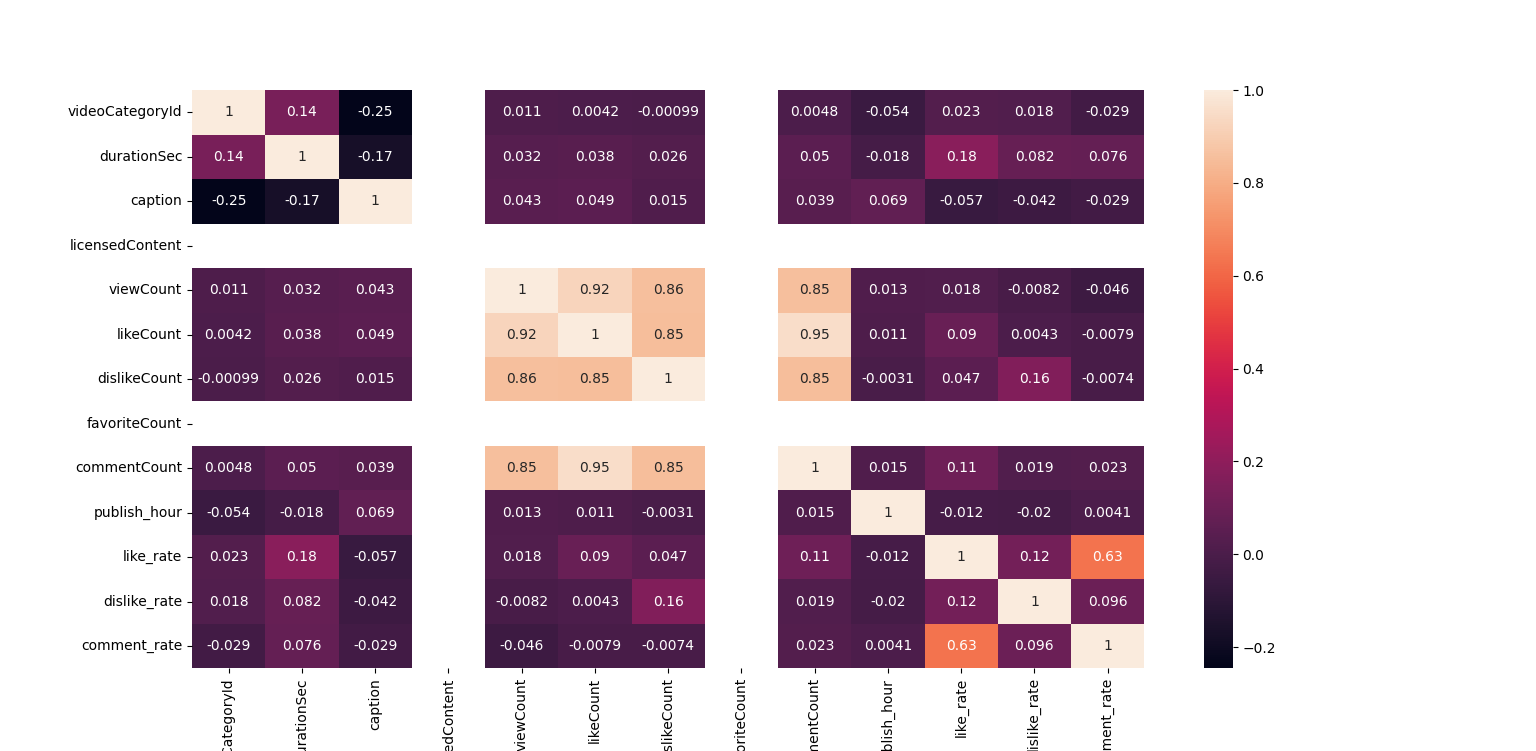 videoCategoryId 1 0.14 -0.25 0.011 0.0042 -0.00099 0.0048 -0.054 0.023 0.018 -0.029
durationSec 0.14 1 -0.17 0.032 0.038 0.026 0.05 -0.018 0.18 0.082 0.076
caption -0.25 -0.17 1 0.043 0.049 0.015 0.039 0.069 -0.057 -0.042 -0.029
licensedContent
viewCount 0.011 0.032 0.043 1 0.92 0.86 0.85 0.013 0.018 -0.0082 -0.046
likeCount 0.0042 0.038 0.049 0.92 1 0.85 0.95 0.011 0.09 0.0043 -0.0079
dislikeCount -0.00099 0.026 0.015 0.86 0.85 1 0.85 -0.0031 0.047 0.16 -0.0074
favoriteCount
commentCount 0.0048 0.05 0.039 0.85 0.95 0.85 1 0.015 0.11 0.019 0.023
publish_hour -0.054 -0.018 0.069 0.013 0.011 -0.0031 0.015 1 -0.012 -0.02 0.0041
like_rate 0.023 0.18 -0.057 0.018 0.09 0.047 0.11 -0.012 1 0.12 0.63
dislike_rate 0.018 0.082 -0.042 -0.0082 0.0043 0.16 0.019 -0.02 0.12 1 0.096
comment_rate -0.029 0.076 -0.029 -0.046 -0.0079 -0.0074 0.023 0.0041 0.63 0.096 1
CategoryId
urationSec
caption
edContent
viewCount
likeCount
slikeCount
oriteCount
mentCount
blish_hour
like_rate
islike_rate
ment_rate
1.0
0.8
0.6
0.4
0.2
0.0
−0.2